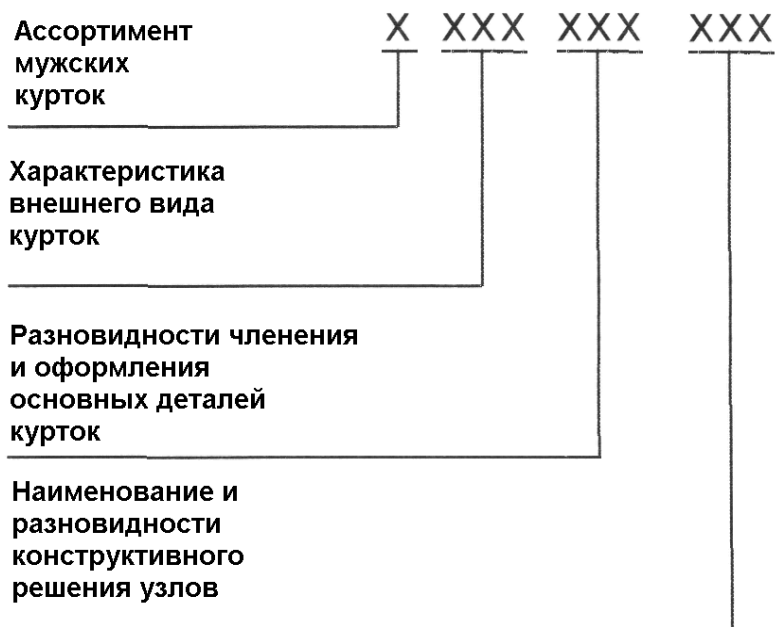 Ассортимент
мужских
курток
X XXX XXX XXX
Характеристика
внешнего вида
курток
Разновидности членения
и оформления
основных деталей
курток
Наименование и
разновидности
конструктивного
решения узлов